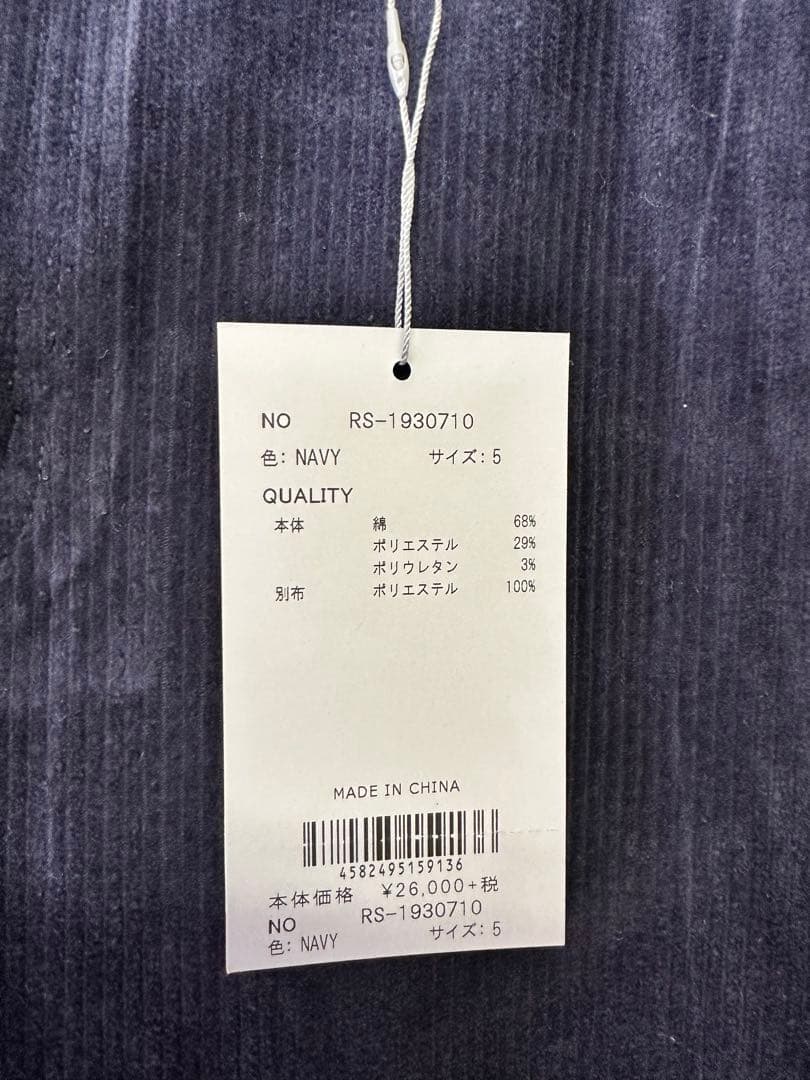 NO RS-1930710
色: NAVY サイズ: 5
QUALITY
本体 綿 68%
ポリエステル 29%
ポリウレタン 3%
別布 ポリエステル 100%
MADE IN CHINA
4582495159136
本体価格 ¥26,000+税
NO RS-1930710
色: NAVY サイズ: 5